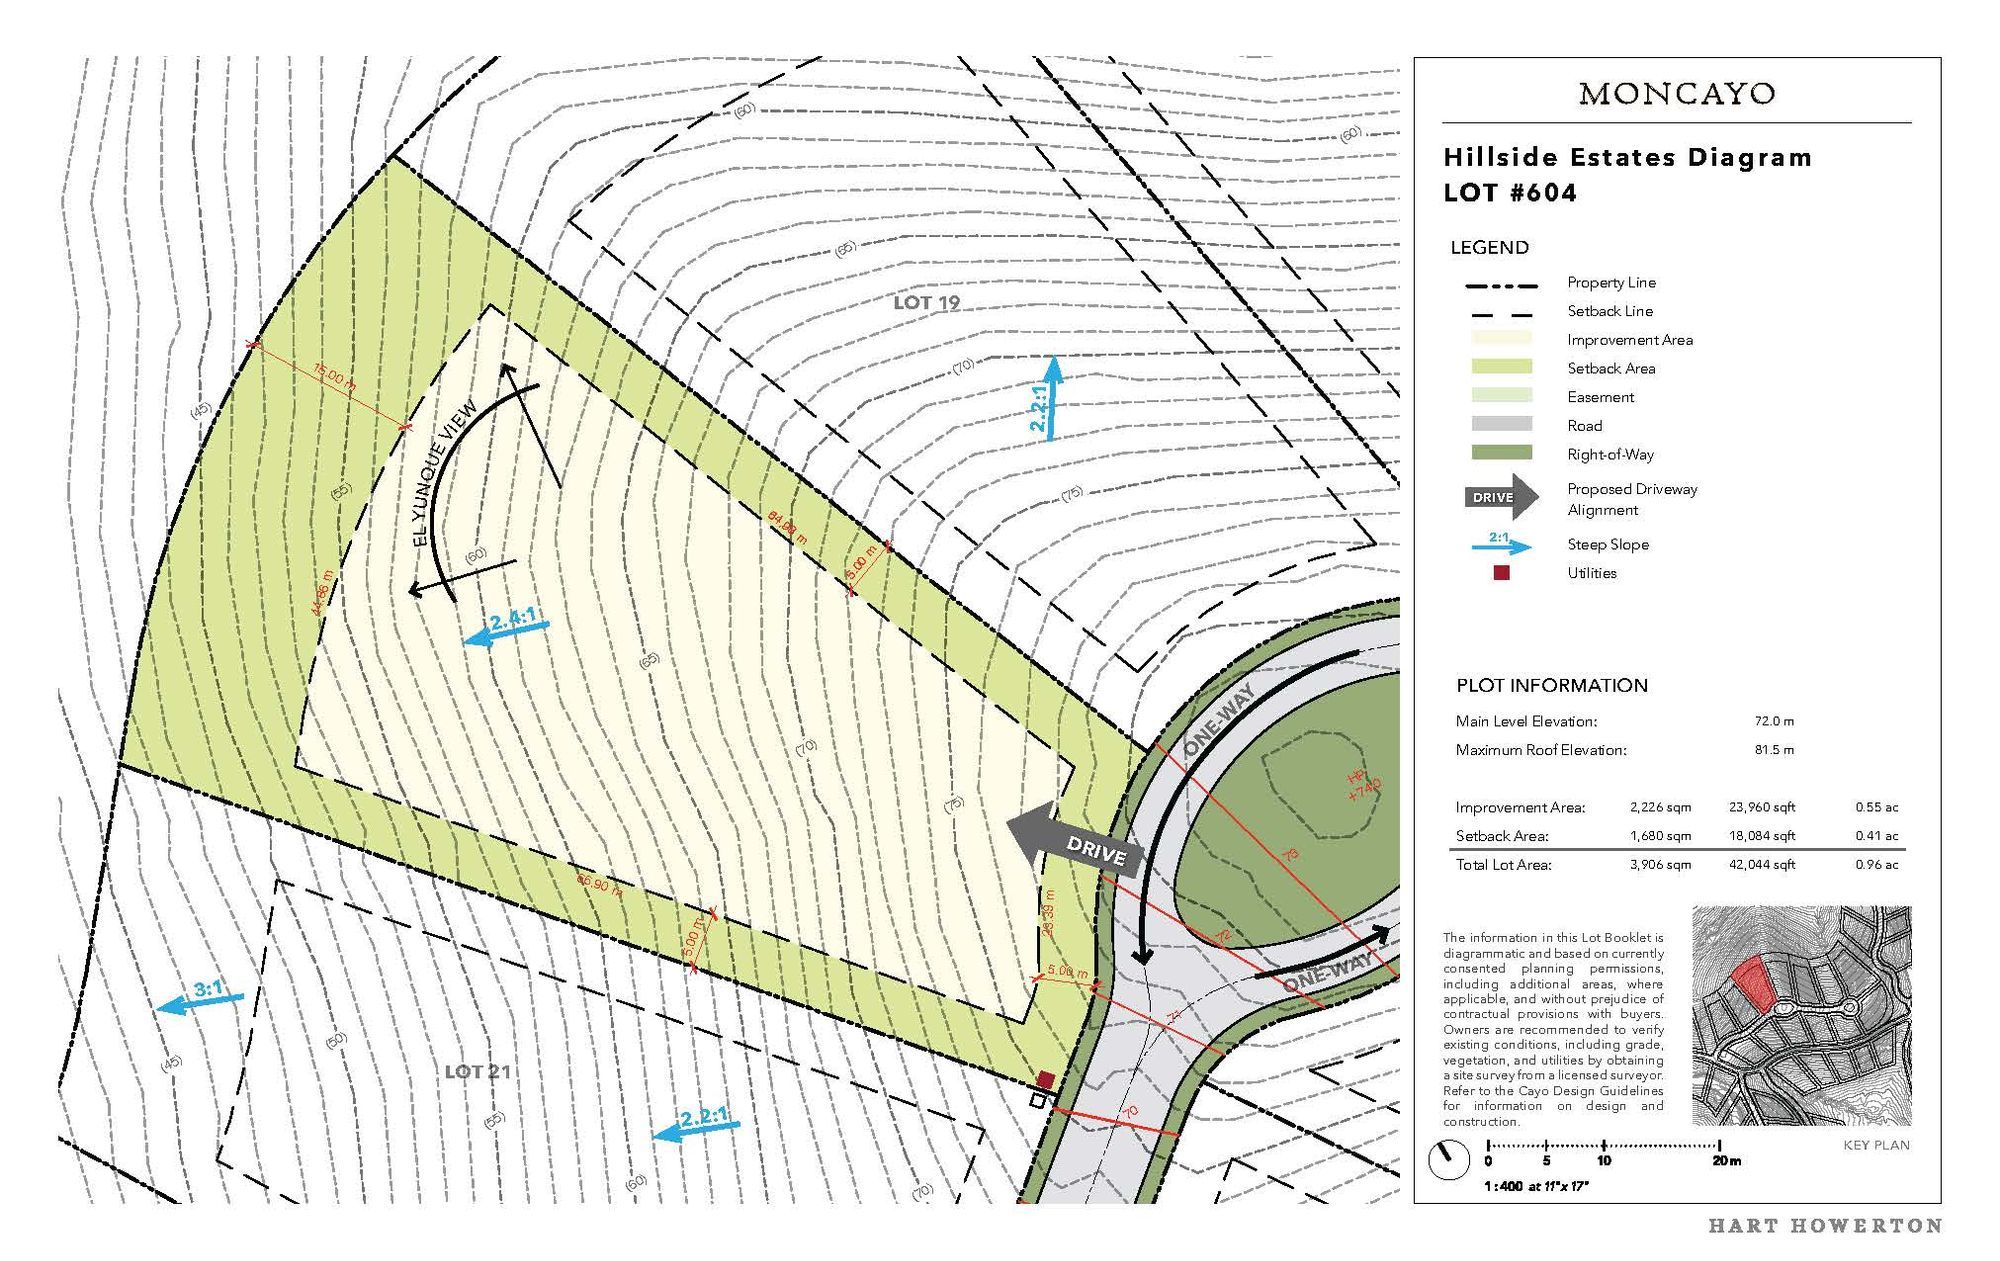 MONCAYO
Hillside Estates Diagram
LOT #604
LEGEND
Property Line
Setback Line
Improvement Area
Setback Area
Easement
Road
Right-of-Way
DRIVE
Proposed Driveway
Alignment
2:1
Steep Slope
Utilities
PLOT INFORMATION
Main Level Elevation: 72.0 m
Maximum Roof Elevation: 81.5 m
Improvement Area: 2,226 sqm 23,960 sqft 0.55 ac
Setback Area: 1,680 sqm 18,084 sqft 0.41 ac
Total Lot Area: 3,906 sqm 42,044 sqft 0.96 ac
The information in this Lot Booklet is
diagrammatic and based on currently
consented planning permissions,
including additional areas, where
applicable, and without prejudice of
contractual provisions with buyers.
Owners are recommended to verify
existing conditions, including grade,
vegetation, and utilities by obtaining
a site survey from a licensed surveyor.
Refer to the Cayo Design Guidelines
for information on design and
construction.
KEY PLAN
0 5 10 20m
1:400 at 11"x 17"
HART HOWERTON
(60)
(60)
(65)
LOT 19
(70)
2.2:1
(75)
15.00 m
(45)
(55)
EL YUNQUE VIEW
(60)
2.4:1
5.00 m
(65)
(70)
(75)
ONE-WAY
HP:
73
DRIVE
72
5.00 m
ONE-WAY
66.90 m
5.00 m
71
3:1
(45)
(50)
LOT 21
(55)
2.2:1
70
(60)
(70)